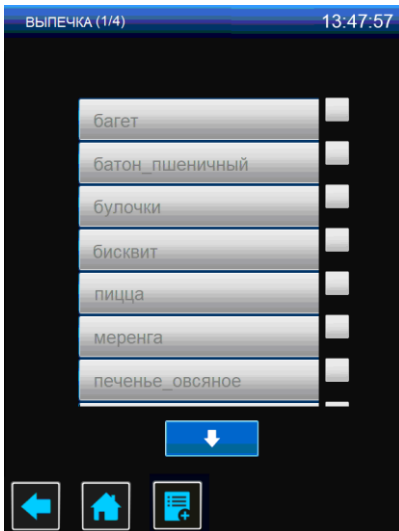 ВЫПЕЧКА (1/4) 13:47:57
багет
батон_пшеничный
булочки
бисквит
пицца
меренга
печенье_овсяное